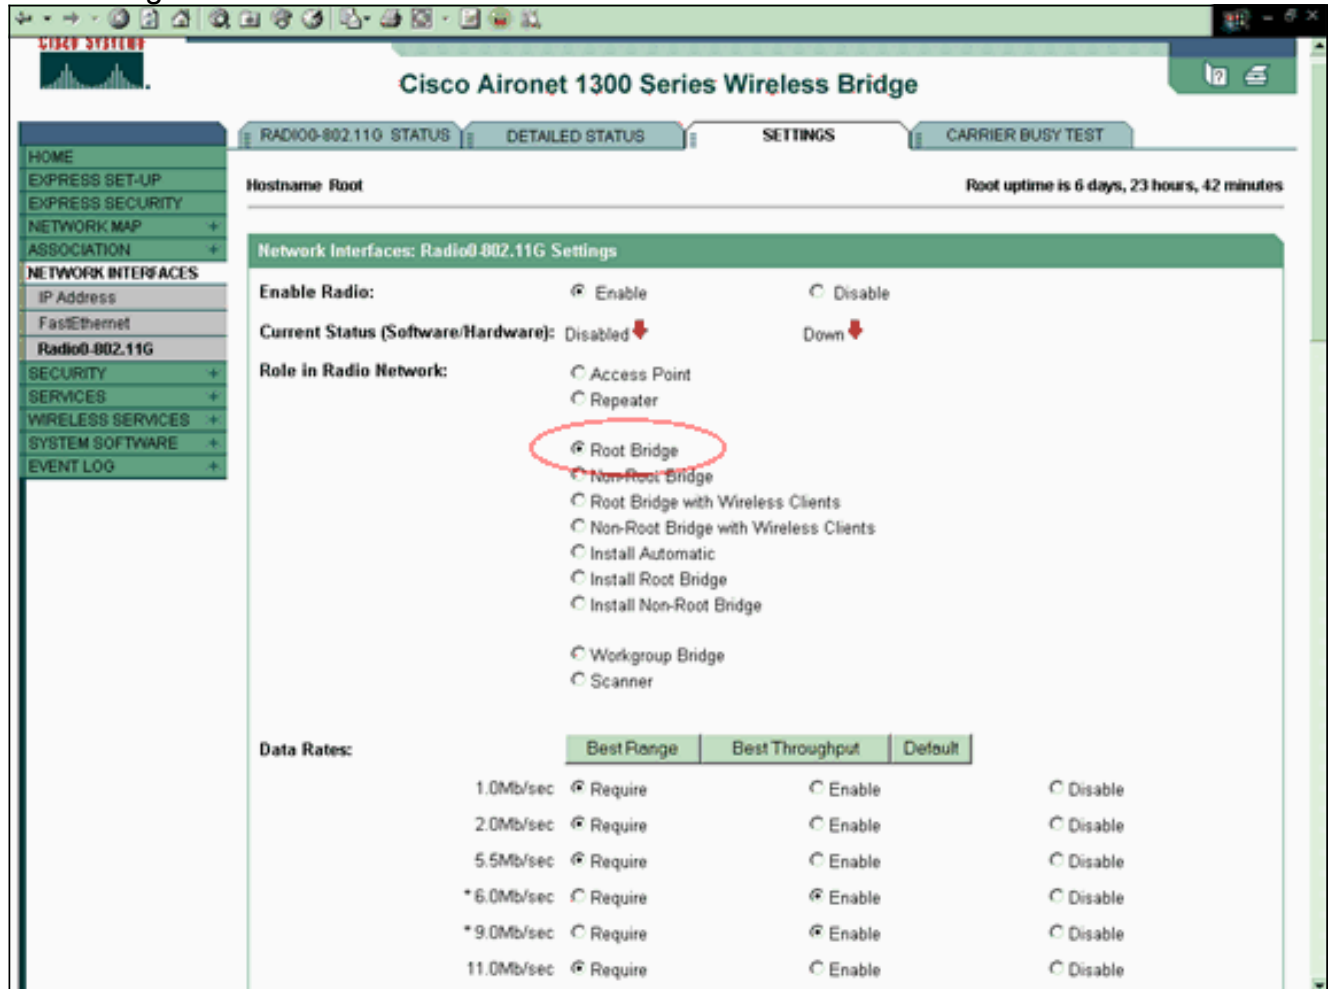 CISCO SYSTEMS
Cisco Aironet 1300 Series Wireless Bridge
RADIO0-802.11G STATUS DETAILED STATUS SETTINGS CARRIER BUSY TEST
HOME
EXPRESS SET-UP
EXPRESS SECURITY
NETWORK MAP +
ASSOCIATION +
NETWORK INTERFACES
IP Address
FastEthernet
Radio0-802.11G
SECURITY +
SERVICES +
WIRELESS SERVICES +
SYSTEM SOFTWARE +
EVENT LOG +
Hostname Root Root uptime is 6 days, 23 hours, 42 minutes
Network Interfaces: Radio0-802.11G Settings
Enable Radio: Enable Disable
Current Status (Software/Hardware): Disabled Down
Role in Radio Network: Access Point
Repeater
Root Bridge
Non-Root Bridge
Root Bridge with Wireless Clients
Non-Root Bridge with Wireless Clients
Install Automatic
Install Root Bridge
Install Non-Root Bridge
Workgroup Bridge
Scanner
Data Rates: Best Range Best Throughput Default
1.0Mb/sec Require Enable Disable
2.0Mb/sec Require Enable Disable
5.5Mb/sec Require Enable Disable
*6.0Mb/sec Require Enable Disable
*9.0Mb/sec Require Enable Disable
11.0Mb/sec Require Enable Disable